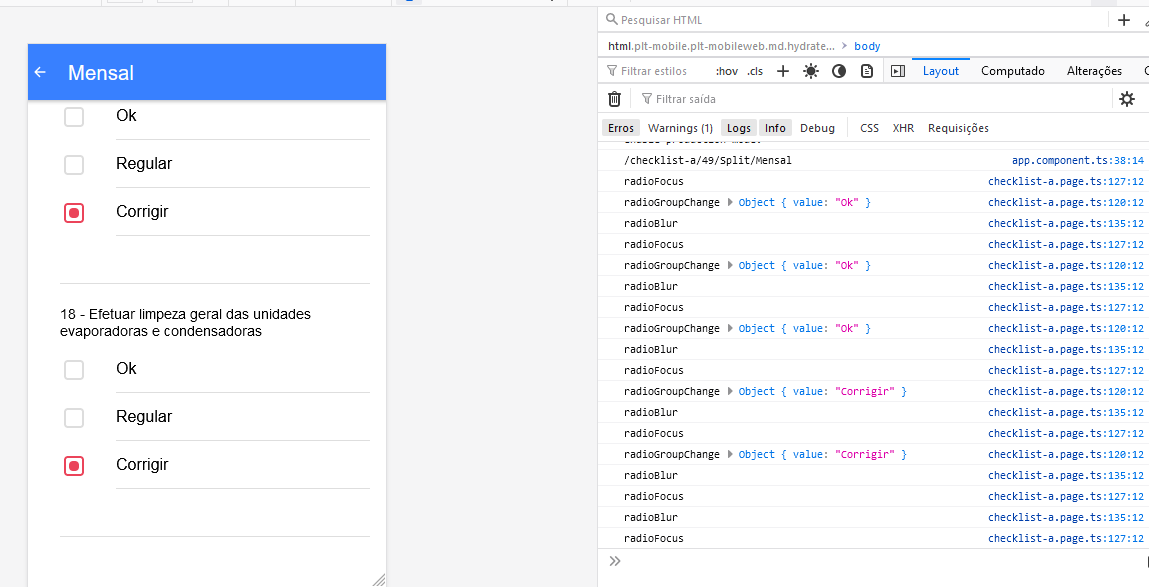 Mensal
Ok
Regular
Corrigir
18 - Efetuar limpeza geral das unidades
evaporadoras e condensadoras
Ok
Regular
Corrigir
Pesquisar HTML
html.plt-mobile.plt-mobileweb.md.hydrate... > body
Filtrar estilos :hov .cls Layout Computado Alterações
Filtrar saída
Erros Warnings (1) Logs Info Debug CSS XHR Requisições
/checklist-a/49/Split/Mensal app.component.ts:38:14
radioFocus checklist-a.page.ts:127:12
radioGroupChange ▶ Object { value: "Ok" } checklist-a.page.ts:120:12
radioBlur checklist-a.page.ts:135:12
radioFocus checklist-a.page.ts:127:12
radioGroupChange ▶ Object { value: "Ok" } checklist-a.page.ts:120:12
radioBlur checklist-a.page.ts:135:12
radioFocus checklist-a.page.ts:127:12
radioGroupChange ▶ Object { value: "Ok" } checklist-a.page.ts:120:12
radioBlur checklist-a.page.ts:135:12
radioFocus checklist-a.page.ts:127:12
radioGroupChange ▶ Object { value: "Corrigir" } checklist-a.page.ts:120:12
radioBlur checklist-a.page.ts:135:12
radioFocus checklist-a.page.ts:127:12
radioGroupChange ▶ Object { value: "Corrigir" } checklist-a.page.ts:120:12
radioBlur checklist-a.page.ts:135:12
radioFocus checklist-a.page.ts:127:12
radioBlur checklist-a.page.ts:135:12
radioFocus checklist-a.page.ts:127:12